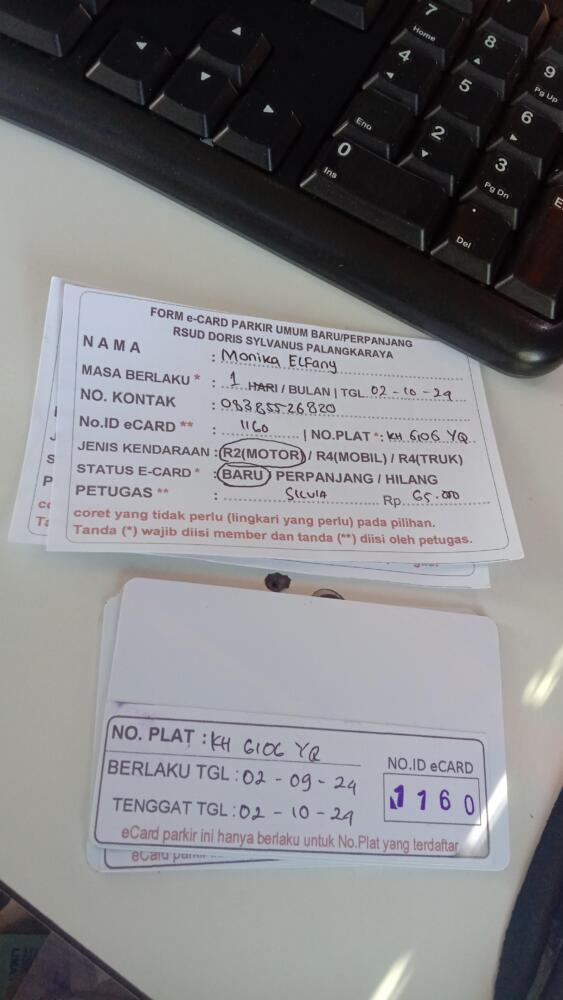 7
Home
8
9
Pg Up
4
5
6
End
2
3
Pg Dn
0
Ins
.
Del
FORM e-CARD PARKIR UMUM BARU/PERPANJANG
RSUD DORIS SYLVANUS PALANGKARAYA
NAMA : Monika Elfany
MASA BERLAKU * : 1 HARI / BULAN | TGL 02 - 10 - 24
NO. KONTAK : 08385526820
No.ID eCARD ** : 1160 | NO.PLAT *: KH 6106 YQ
JENIS KENDARAAN : R2(MOTOR) / R4(MOBIL) / R4(TRUK)
STATUS E-CARD * : BARU / PERPANJANG / HILANG
PETUGAS ** : SILVIA Rp. 65.000
coret yang tidak perlu (lingkari yang perlu) pada pilihan.
Tanda (*) wajib diisi member dan tanda (**) diisi oleh petugas.
NO. PLAT : KH 6106 YQ
BERLAKU TGL : 02 - 09 - 24
TENGGAT TGL : 02 - 10 - 24
NO.ID eCARD
1160
eCard parkir ini hanya berlaku untuk No.Plat yang terdaftar